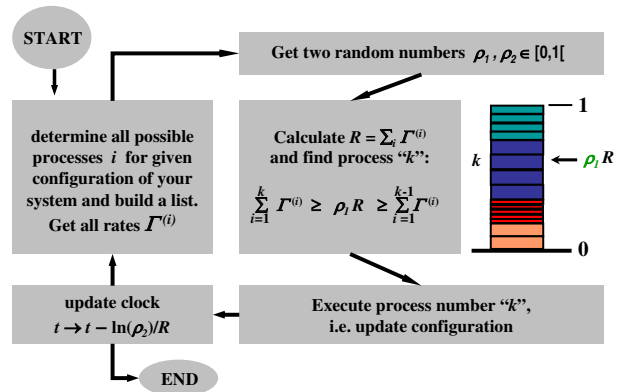 START
Get two random numbers ρ1, ρ2 ∈ [0,1[
determine all possible
processes i for given
configuration of your
system and build a list.
Get all rates Γ(i)
Calculate R = Σi Γ(i)
and find process “k”:
k
Σ Γ(i) ≥ ρ1 R ≥
i=1
k-1
Σ Γ(i)
i=1
1
k
ρ1 R
0
update clock
t → t – ln(ρ2)/R
Execute process number “k”,
i.e. update configuration
END